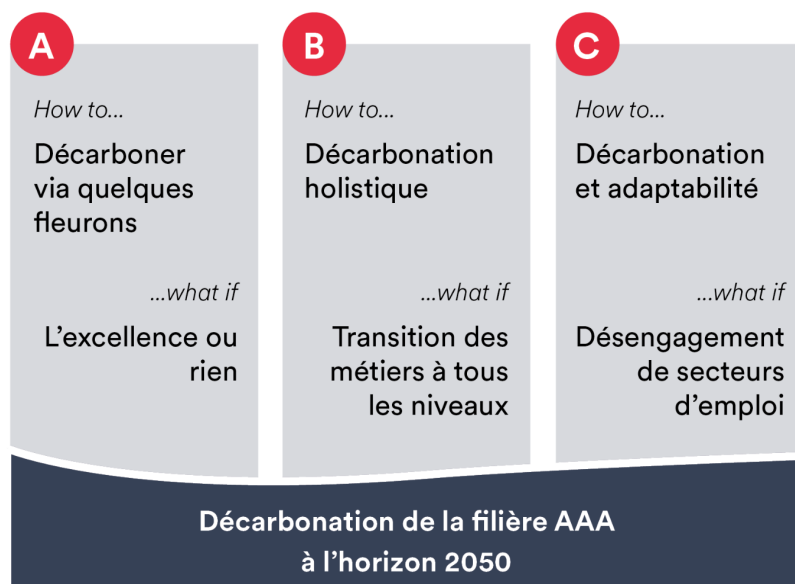 A
How to...
Décarboner
via quelques
fleurons
...what if
L’excellence ou
rien
B
How to...
Décarbonation
holistique
...what if
Transition des
métiers à tous
les niveaux
C
How to...
Décarbonation
et adaptabilité
...what if
Désengagement
de secteurs
d’emploi
Décarbonation de la filière AAA
à l’horizon 2050